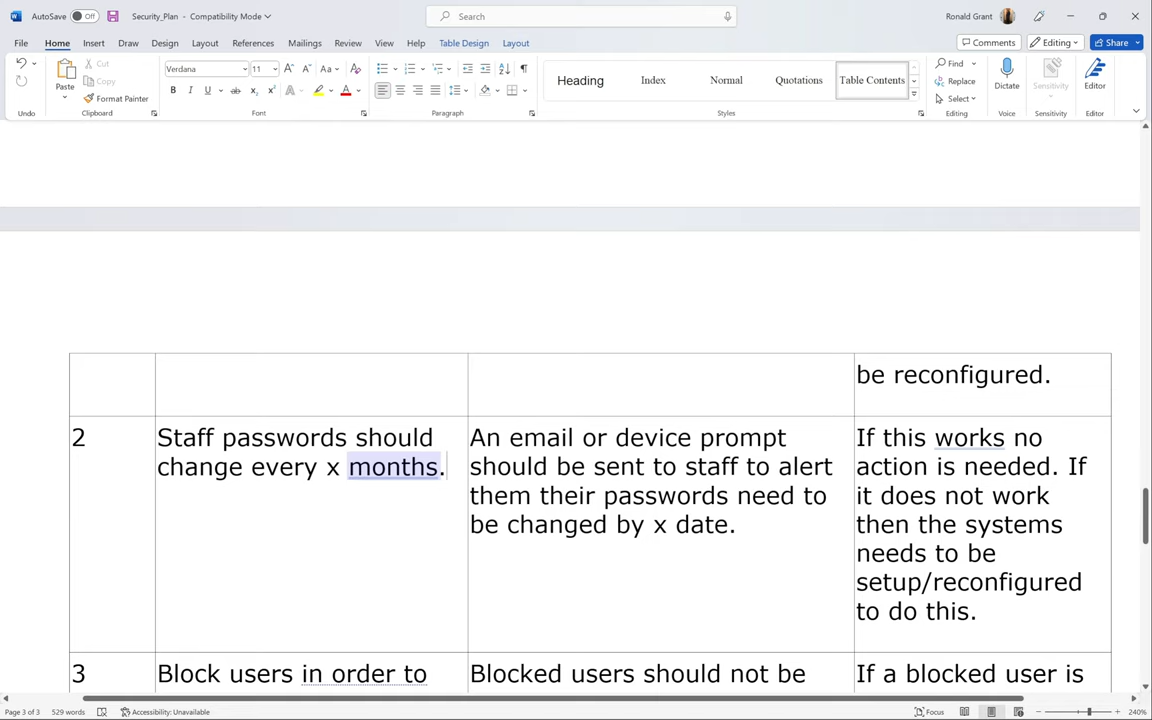 AutoSave Off Security_Plan - Compatibility Mode Search Ronald Grant
File Home Insert Draw Design Layout References Mailings Review View Help Table Design Layout Comments Editing Share
Paste Cut Copy Format Painter
Verdana 11 Aa
Heading Index Normal Quotations Table Contents
Find Replace Select Dictate Sensitivity Editor
Undo Clipboard Font Paragraph Styles Editing Voice Sensitivity Editor
be reconfigured.
2 Staff passwords should An email or device prompt If this works no
change every x months. should be sent to staff to alert action is needed. If
them their passwords need to it does not work
be changed by x date. then the systems
needs to be
setup/reconfigured
to do this.
3 Block users in order to Blocked users should not be If a blocked user is
Page 3 of 3 529 words Accessibility: Unavailable Focus 240%